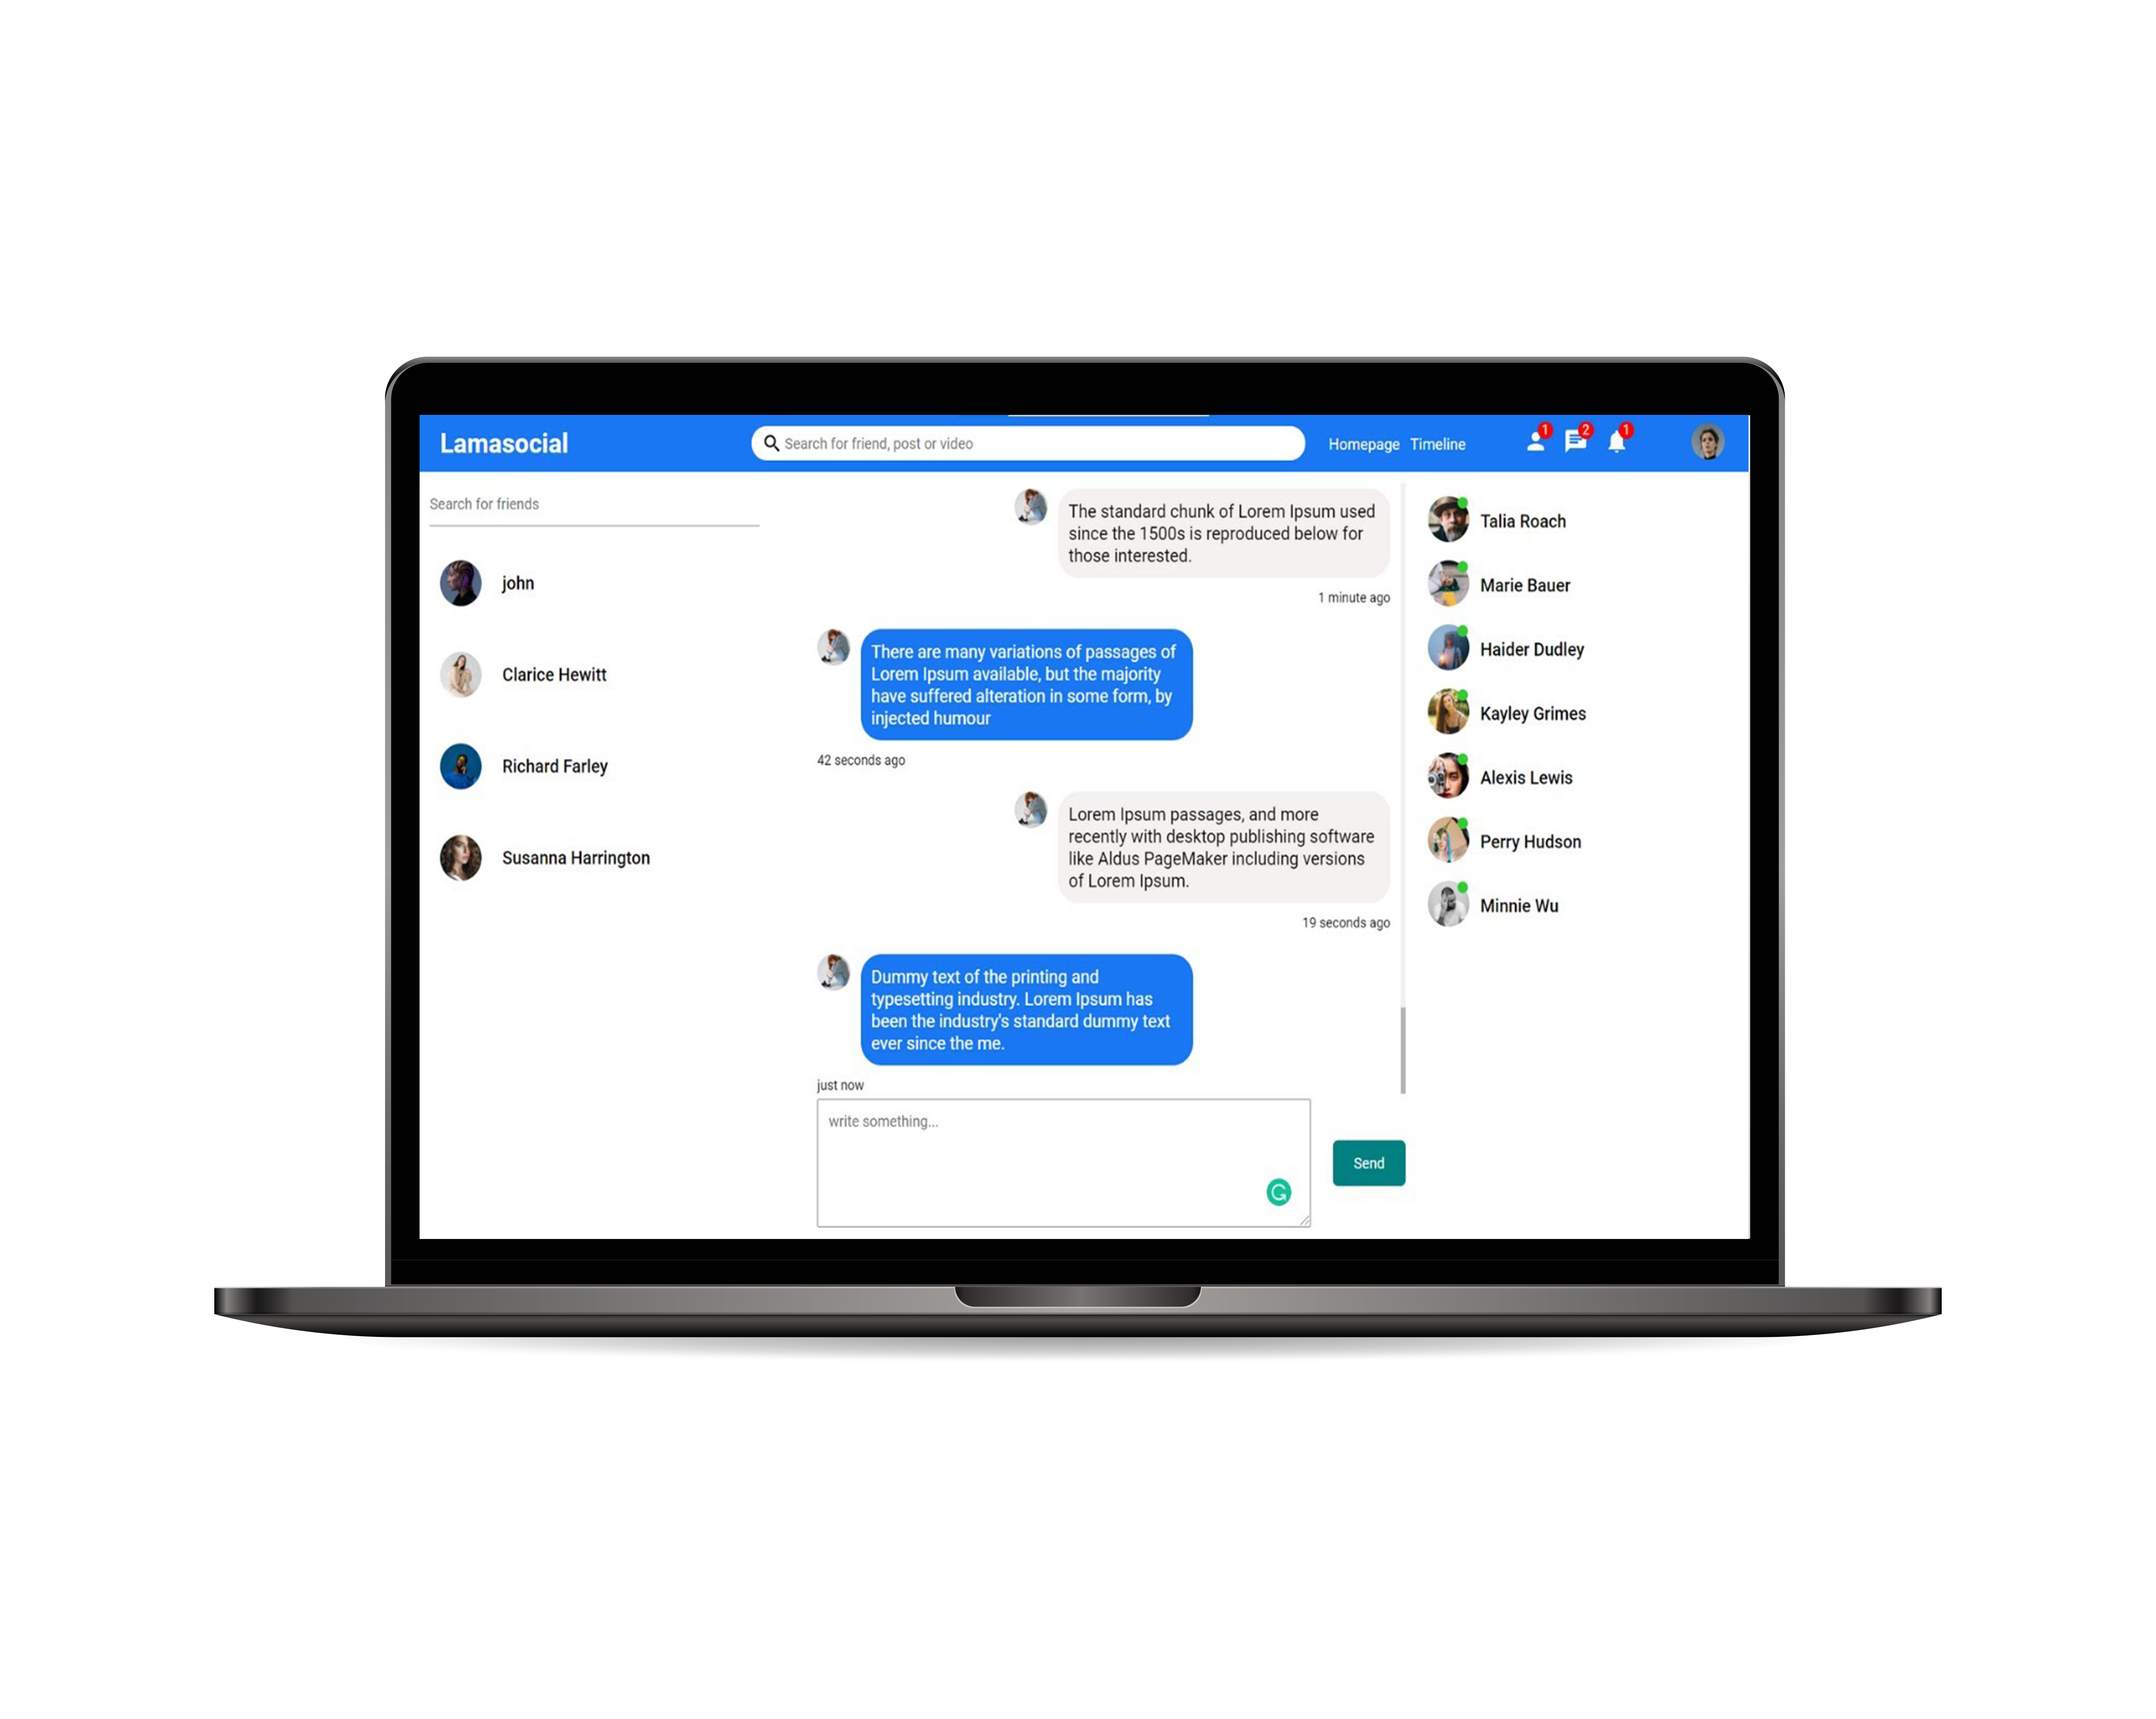 Lamasocial
Search for friend, post or video
Homepage Timeline
1
2
1
Search for friends
john
Clarice Hewitt
Richard Farley
Susanna Harrington
The standard chunk of Lorem Ipsum used
since the 1500s is reproduced below for
those interested.
1 minute ago
There are many variations of passages of
Lorem Ipsum available, but the majority
have suffered alteration in some form, by
injected humour
42 seconds ago
Lorem Ipsum passages, and more
recently with desktop publishing software
like Aldus PageMaker including versions
of Lorem Ipsum.
19 seconds ago
Dummy text of the printing and
typesetting industry. Lorem Ipsum has
been the industry's standard dummy text
ever since the me.
just now
write something...
Send
Talia Roach
Marie Bauer
Haider Dudley
Kayley Grimes
Alexis Lewis
Perry Hudson
Minnie Wu